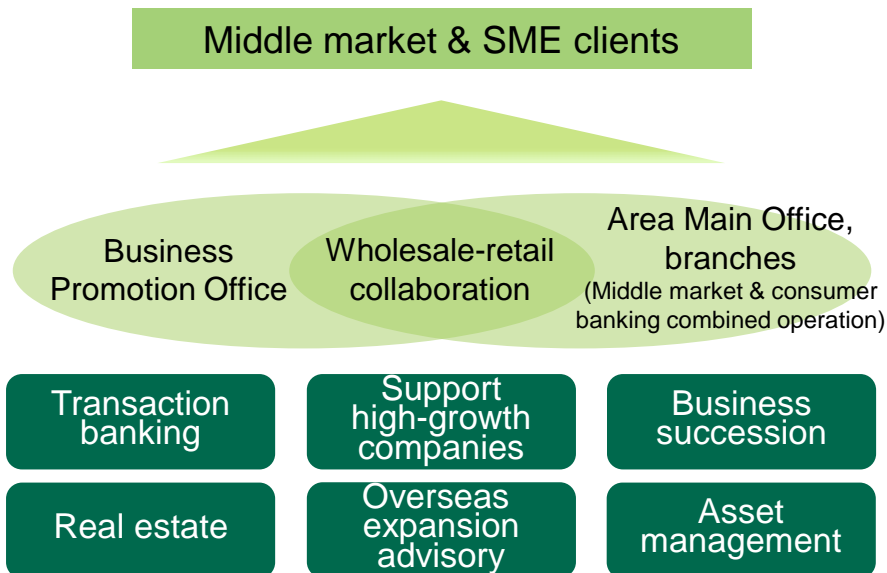 Middle market & SME clients
Business
Promotion Office
Wholesale-retail
collaboration
Area Main Office,
branches
(Middle market & consumer
banking combined operation)
Transaction
banking
Support
high-growth
companies
Business
succession
Real estate
Overseas
expansion
advisory
Asset
management